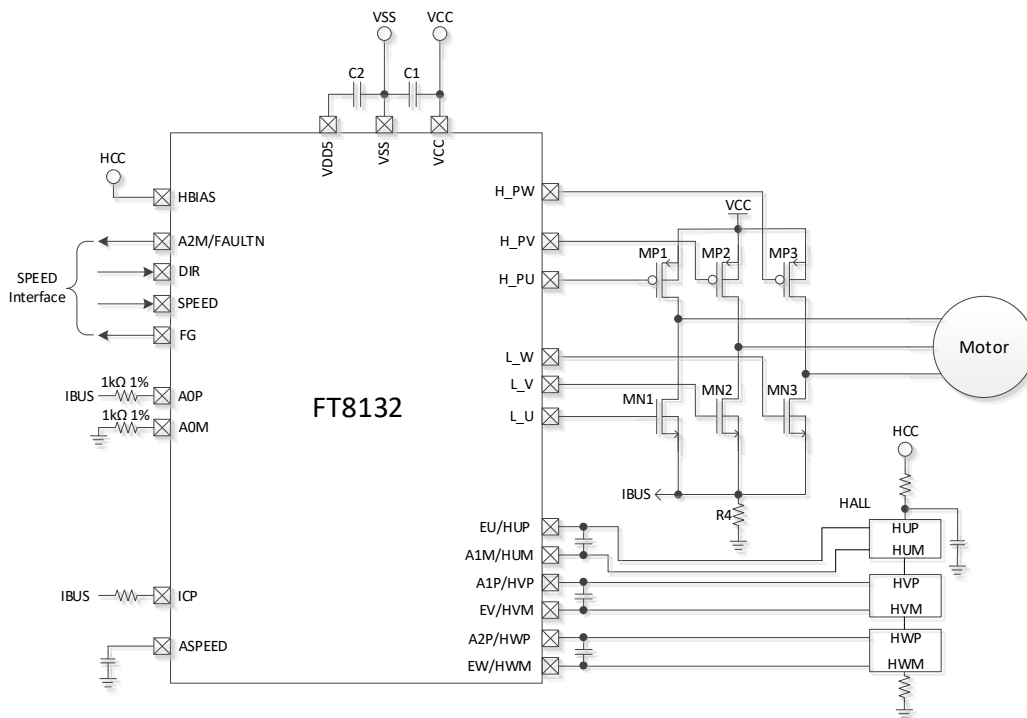 VSS
VCC
C2
C1
VDD5
VSS
VCC
HCC
HBIAS
A2M/FAULTN
DIR
SPEED
FG
SPEED
Interface
1kΩ 1%
IBUS
A0P
1kΩ 1%
A0M
FT8132
IBUS
ICP
ASPEED
H_PW
H_PV
H_PU
L_W
L_V
L_U
EU/HUP
A1M/HUM
A1P/HVP
EV/HVM
A2P/HWP
EW/HWM
VCC
MP1
MP2
MP3
MN1
MN2
MN3
Motor
IBUS
R4
HCC
HALL
HUP
HUM
HVP
HVM
HWP
HWM